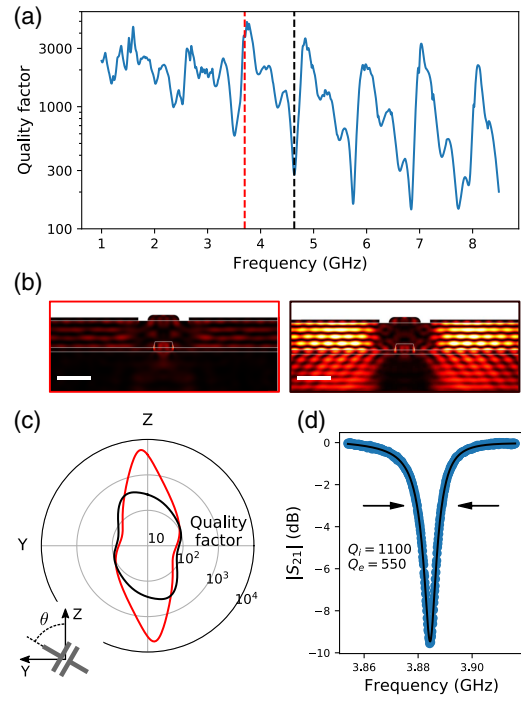 (a)
Quality factor
3000
1000
300
100
1 2 3 4 5 6 7 8
Frequency (GHz)
(b)
(c)
Z
Y
Quality
factor
10
10²
10³
10⁴
θ
Z
Y
(d)
|S₂₁| (dB)
0
−2
−4
−6
−8
−10
Qᵢ = 1100
Qₑ = 550
3.86 3.88 3.90
Frequency (GHz)